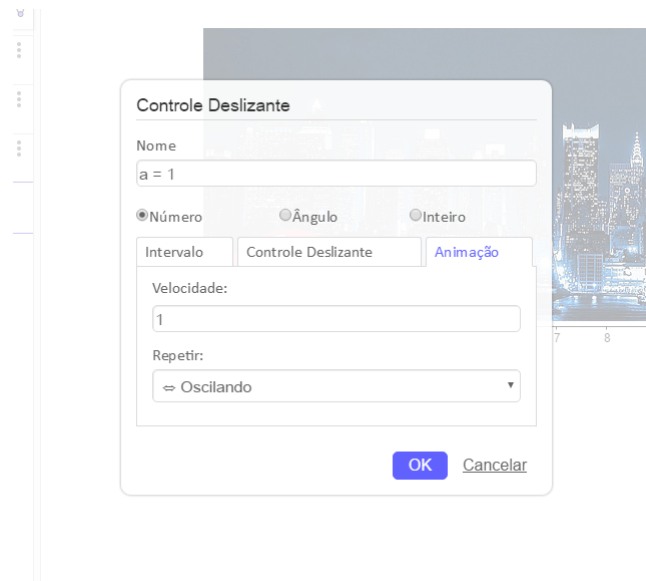 Controle Deslizante
Nome
a = 1
Número Ângulo Inteiro
Intervalo Controle Deslizante Animação
Velocidade:
1
Repetir:
⇔ Oscilando
7 8
OK Cancelar